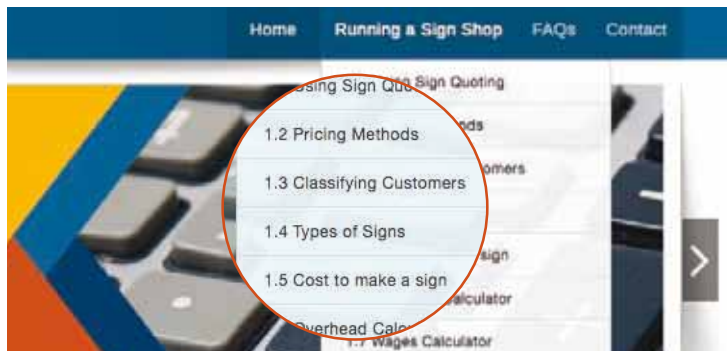 Home Running a Sign Shop FAQs Contact
Using Sign Quoting
1.2 Pricing Methods
1.3 Classifying Customers
1.4 Types of Signs
1.5 Cost to make a sign
Overhead Calculator
1.7 Wages Calculator